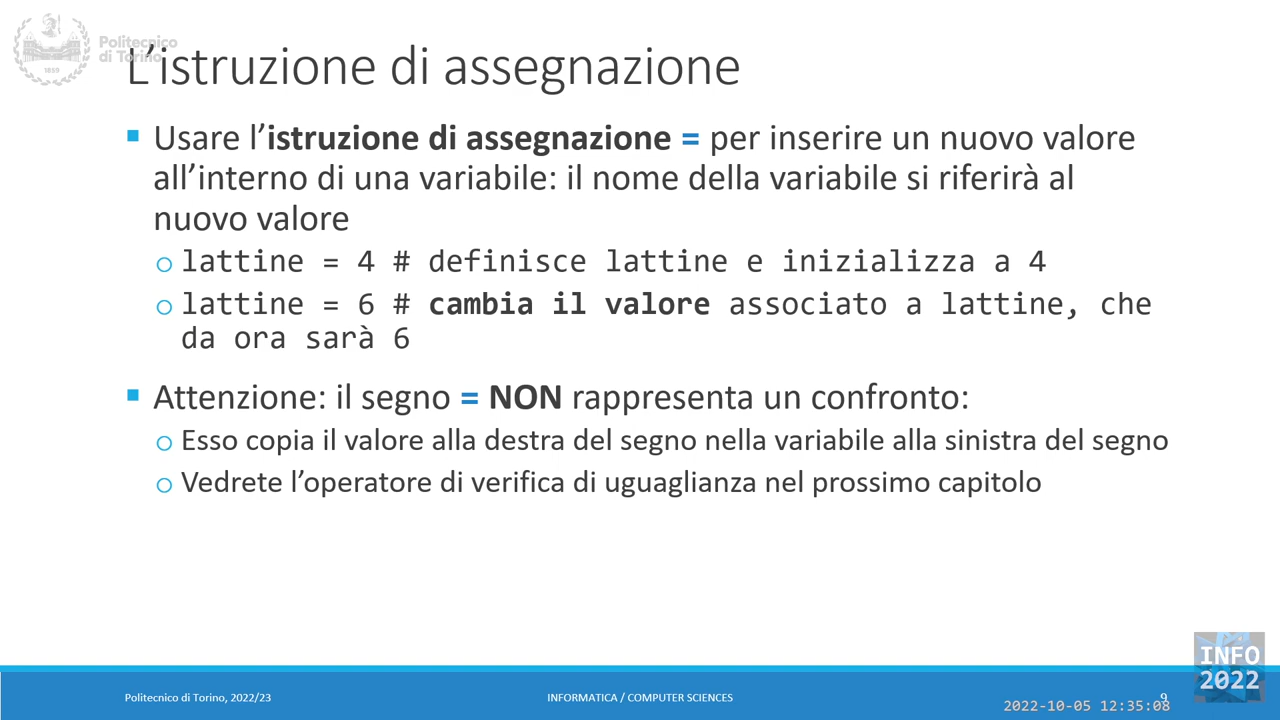 Politecnico
di Torino
1859
L’istruzione di assegnazione
Usare l’istruzione di assegnazione = per inserire un nuovo valore
all’interno di una variabile: il nome della variabile si riferirà al
nuovo valore
lattine = 4 # definisce lattine e inizializza a 4
lattine = 6 # cambia il valore associato a lattine, che
da ora sarà 6
Attenzione: il segno = NON rappresenta un confronto:
Esso copia il valore alla destra del segno nella variabile alla sinistra del segno
Vedrete l’operatore di verifica di uguaglianza nel prossimo capitolo
INFO
2022
Politecnico di Torino, 2022/23
INFORMATICA / COMPUTER SCIENCES
9
2022-10-05 12:35:08